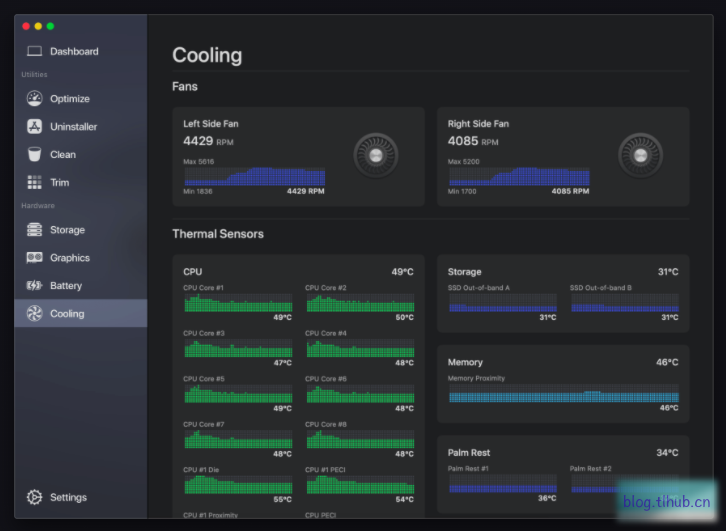 Dashboard
Utilities
Optimize
Uninstaller
Clean
Trim
Hardware
Storage
Graphics
Battery
Cooling
Settings
Cooling
Fans
Left Side Fan
4429 RPM
Max 5616
Min 1836 4429 RPM
Right Side Fan
4085 RPM
Max 5200
Min 1700 4085 RPM
Thermal Sensors
CPU 49°C
CPU Core #1 CPU Core #2
49°C 50°C
CPU Core #3 CPU Core #4
47°C 48°C
CPU Core #5 CPU Core #6
49°C 48°C
CPU Core #7 CPU Core #8
48°C 48°C
CPU #1 Die CPU #1 PECI
55°C 54°C
CPU #1 Proximity CPU PECI
Storage 31°C
SSD Out-of-band A SSD Out-of-band B
31°C 31°C
Memory 46°C
Memory Proximity
46°C
Palm Rest 34°C
Palm Rest #1 Palm Rest #2
36°C
blog.tihub.cn